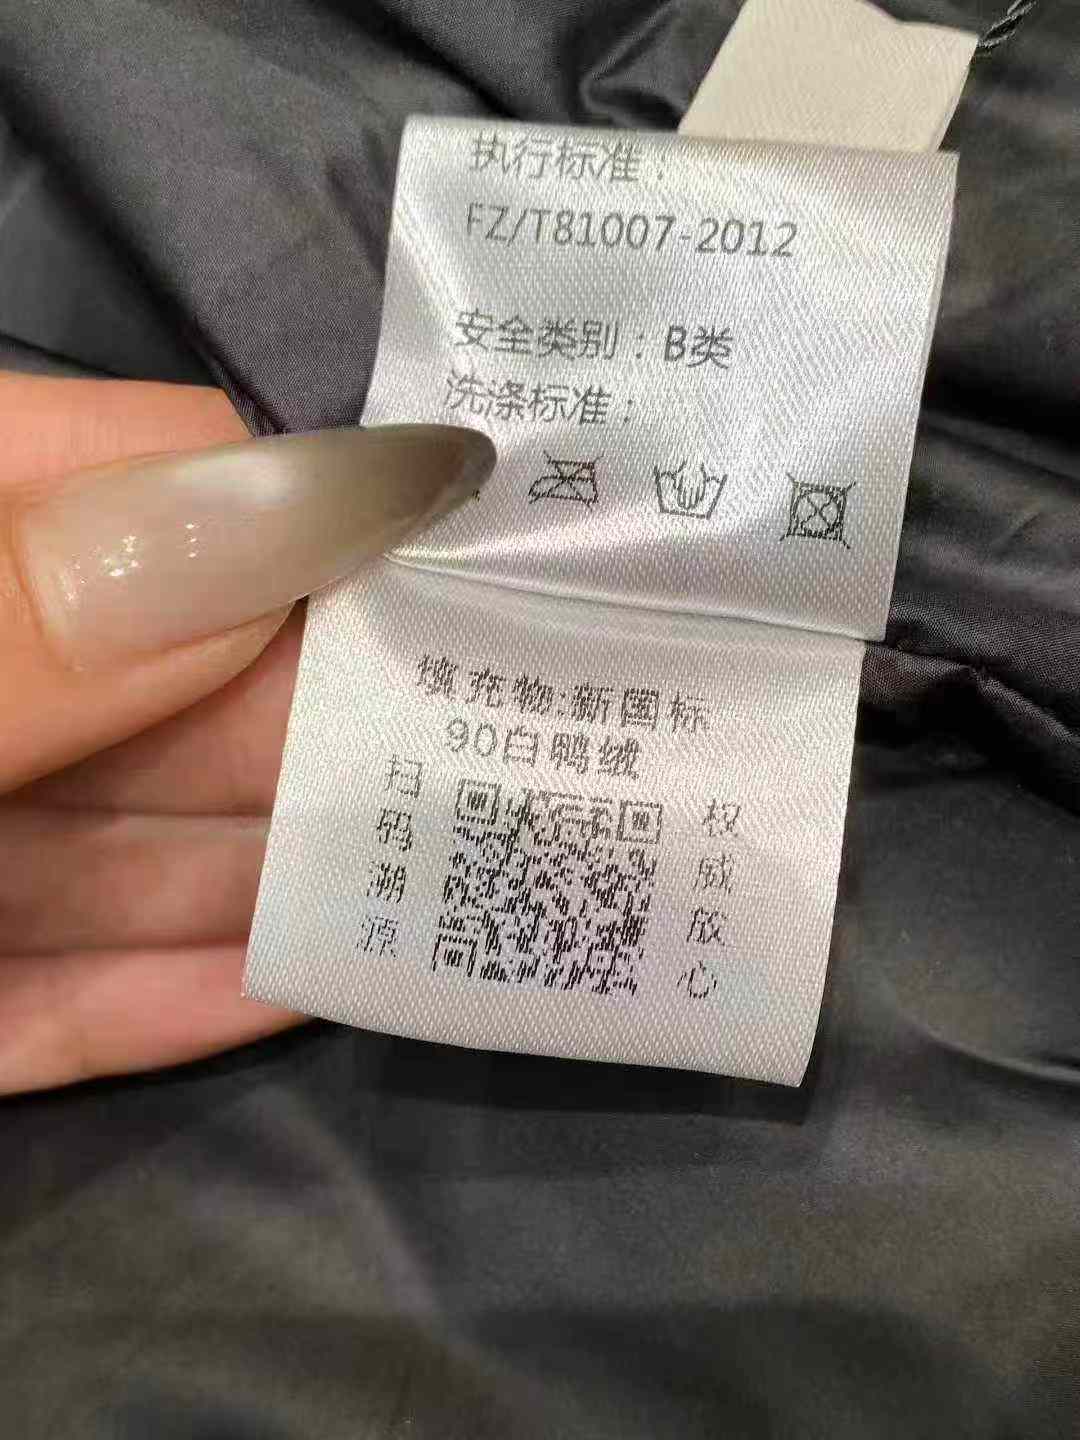 执行标准：
FZ/T81007-2012
安全类别：B类
洗涤标准：
填充物:新国标
90白鸭绒
扫码溯源
权威放心